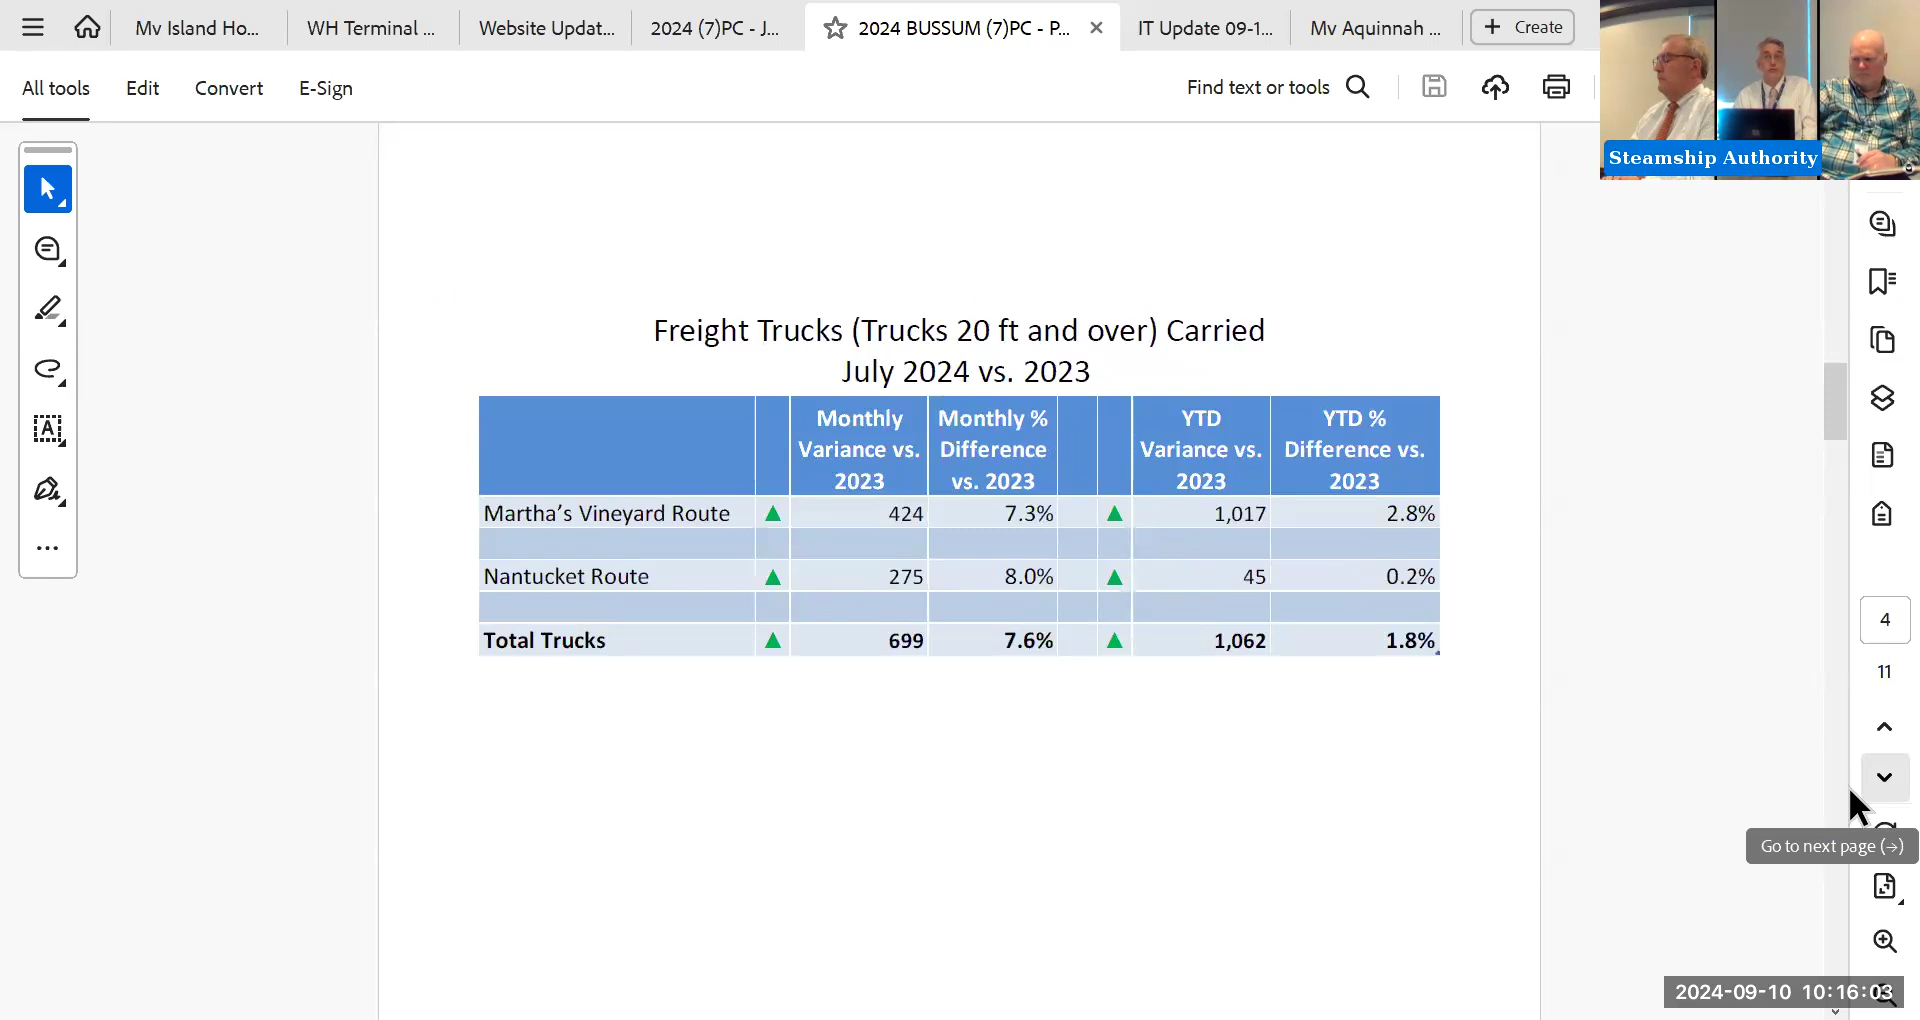 Mv Island Ho...
WH Terminal ...
Website Updat...
2024 (7)PC - J...
2024 BUSSUM (7)PC - P...
IT Update 09-1...
Mv Aquinnah ...
Create
All tools
Edit
Convert
E-Sign
Find text or tools
Steamship Authority
Freight Trucks (Trucks 20 ft and over) Carried
July 2024 vs. 2023
Monthly Variance vs. 2023
Monthly % Difference vs. 2023
YTD Variance vs. 2023
YTD % Difference vs. 2023
Martha's Vineyard Route ▲ 424 7.3% ▲ 1,017 2.8%
Nantucket Route ▲ 275 8.0% ▲ 45 0.2%
Total Trucks ▲ 699 7.6% ▲ 1,062 1.8%
4
11
Go to next page (→)
2024-09-10 10:16:03